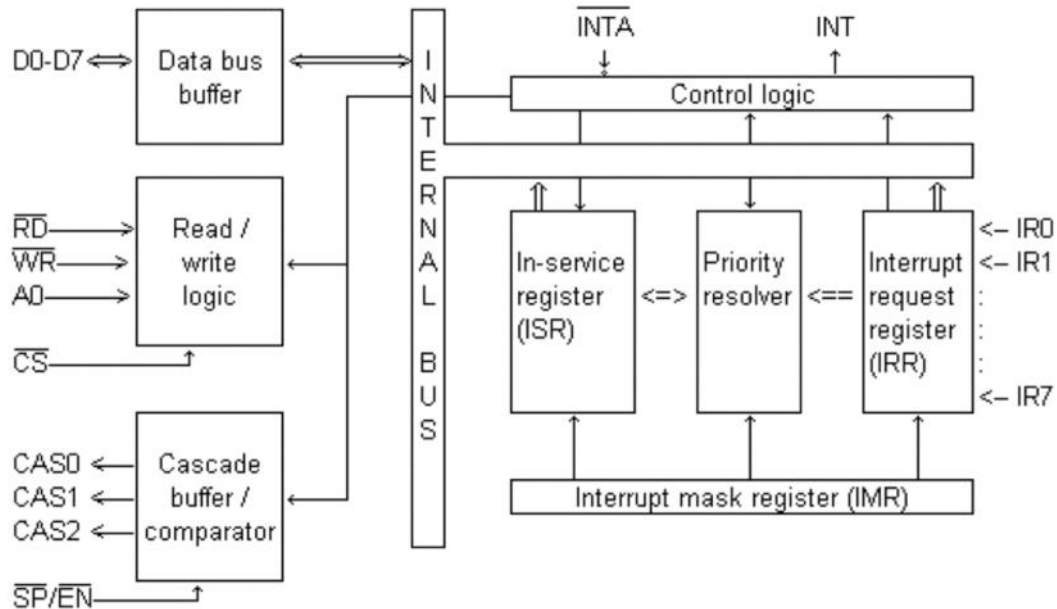 INTA
INT
D0-D7
Data bus
buffer
INTERNAL BUS
Control logic
RD
WR
A0
CS
Read /
write
logic
In-service
register
(ISR)
<=>
Priority
resolver
<==
Interrupt
request
register
(IRR)
<– IR0
<– IR1
:
:
:
<– IR7
CAS0
CAS1
CAS2
SP/EN
Cascade
buffer /
comparator
Interrupt mask register (IMR)